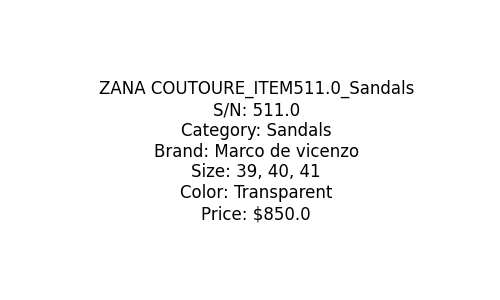 ZANA COUTOURE_ITEM511.0_Sandals
S/N: 511.0
Category: Sandals
Brand: Marco de vicenzo
Size: 39, 40, 41
Color: Transparent
Price: $850.0